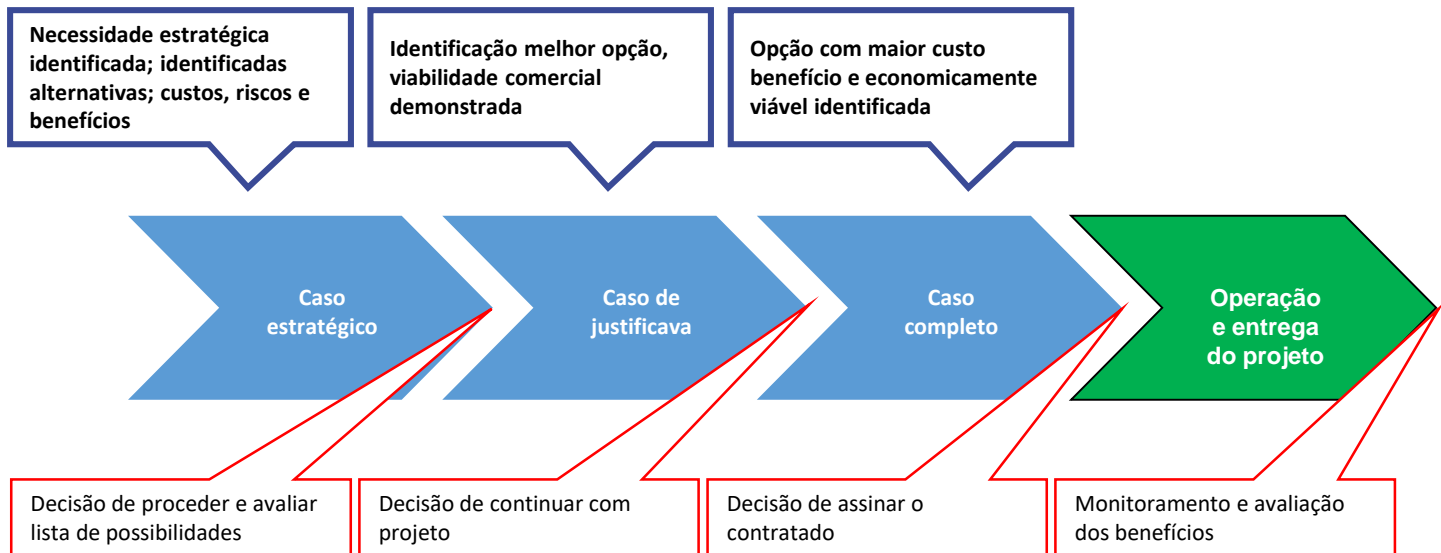 Necessidade estratégica
identificada; identificadas
alternativas; custos, riscos e
benefícios
Identificação melhor opção,
viabilidade comercial
demonstrada
Opção com maior custo
benefício e economicamente
viável identificada
Caso
estratégico
Caso de
justificava
Caso
completo
Operação
e entrega
do projeto
Decisão de proceder e avaliar
lista de possibilidades
Decisão de continuar com
projeto
Decisão de assinar o
contratado
Monitoramento e avaliação
dos benefícios